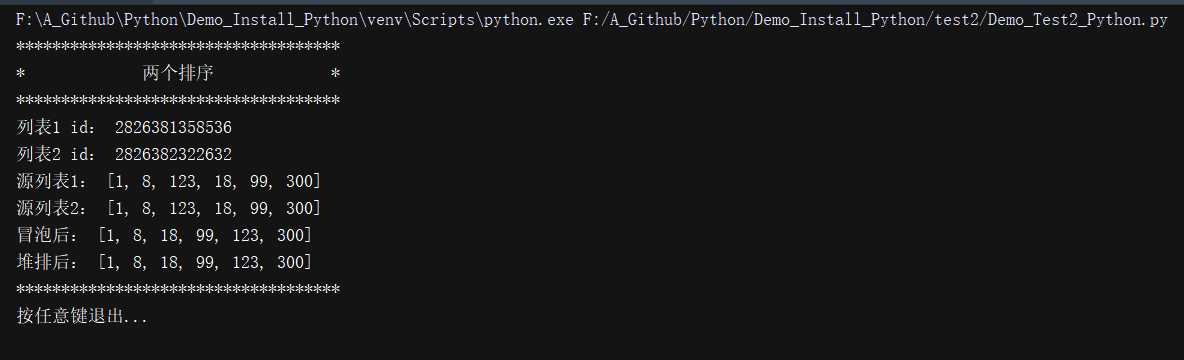 F:\A_Github\Python\Demo_Install_Python\venv\Scripts\python.exe F:/A_Github/Python/Demo_Install_Python/test2/Demo_Test2_Python.py
************************************
*             两个排序             *
************************************
列表1 id： 2826381358536
列表2 id： 2826382322632
源列表1： [1, 8, 123, 18, 99, 300]
源列表2： [1, 8, 123, 18, 99, 300]
冒泡后： [1, 8, 18, 99, 123, 300]
堆排后： [1, 8, 18, 99, 123, 300]
************************************
按任意键退出...